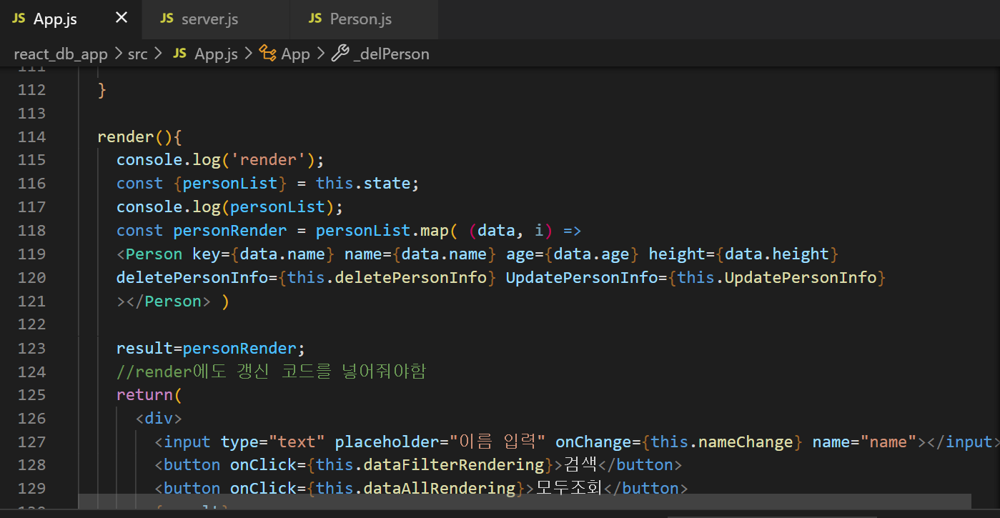 JS App.js × JS server.js JS Person.js
react_db_app > src > JS App.js > App > _delPerson
111
112 }
113
114 render(){
115 console.log('render');
116 const {personList} = this.state;
117 console.log(personList);
118 const personRender = personList.map( (data, i) =>
119 <Person key={data.name} name={data.name} age={data.age} height={data.height}
120 deletePersonInfo={this.deletePersonInfo} UpdatePersonInfo={this.UpdatePersonInfo}
121 ></Person> )
122
123 result=personRender;
124 //render에도 갱신 코드를 넣어줘야함
125 return(
126 <div>
127 <input type="text" placeholder="이름 입력" onChange={this.nameChange} name="name"></input>
128 <button onClick={this.dataFilterRendering}>검색</button>
129 <button onClick={this.dataAllRendering}>모두조회</button>